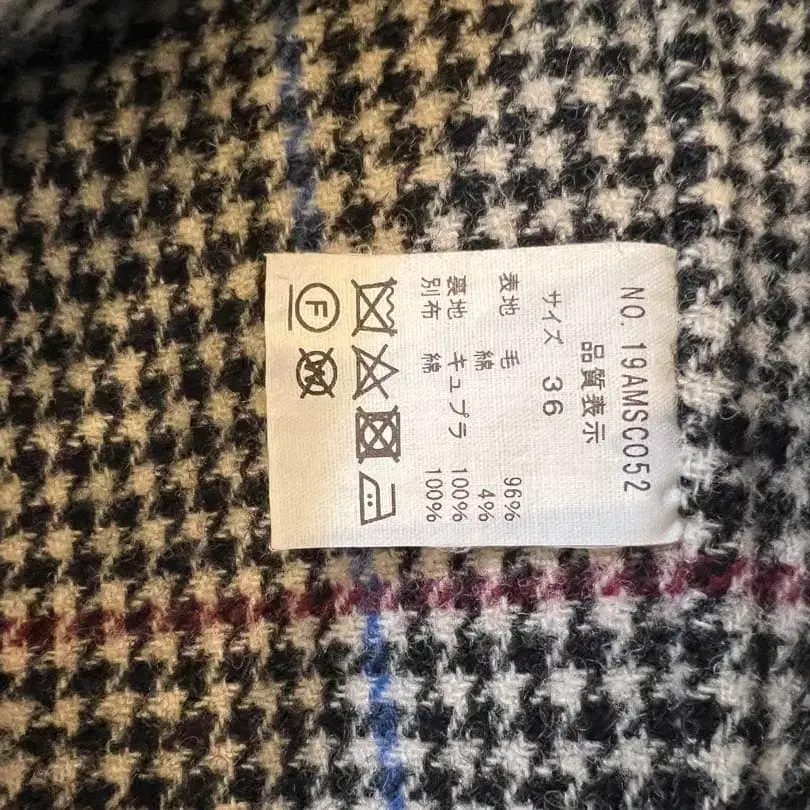 NO. 19AMSCO52
品質表示
サイズ 36
表地 毛 96%
綿 4%
裏地 キュプラ 100%
別布 綿 100%
F
W